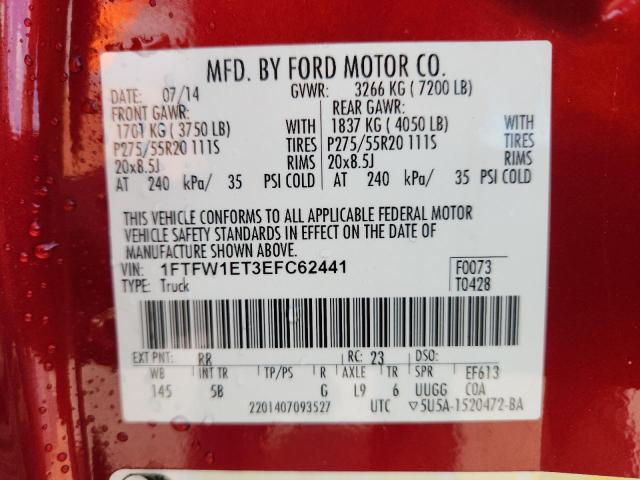 MFD. BY FORD MOTOR CO.
DATE: 07/14 GVWR: 3266 KG ( 7200 LB)
FRONT GAWR: REAR GAWR:
1701 KG ( 3750 LB) WITH 1837 KG ( 4050 LB) WITH
P275/55R20 111S TIRES P275/55R20 111S TIRES
20x8.5J RIMS 20x8.5J RIMS
AT 240 kPa/ 35 PSI COLD AT 240 kPa/ 35 PSI COLD
THIS VEHICLE CONFORMS TO ALL APPLICABLE FEDERAL MOTOR
VEHICLE SAFETY STANDARDS IN EFFECT ON THE DATE OF
MANUFACTURE SHOWN ABOVE.
VIN: 1FTFW1ET3EFC62441 F0073
TYPE: Truck T0428
EXT PNT: RR RC: 23 DSO:
WB INT TR TP/PS R AXLE TR SPR EF613
145 5B G L9 6 UUGG C0A
2201407093527 UTC ▽5U5A-1520472-BA